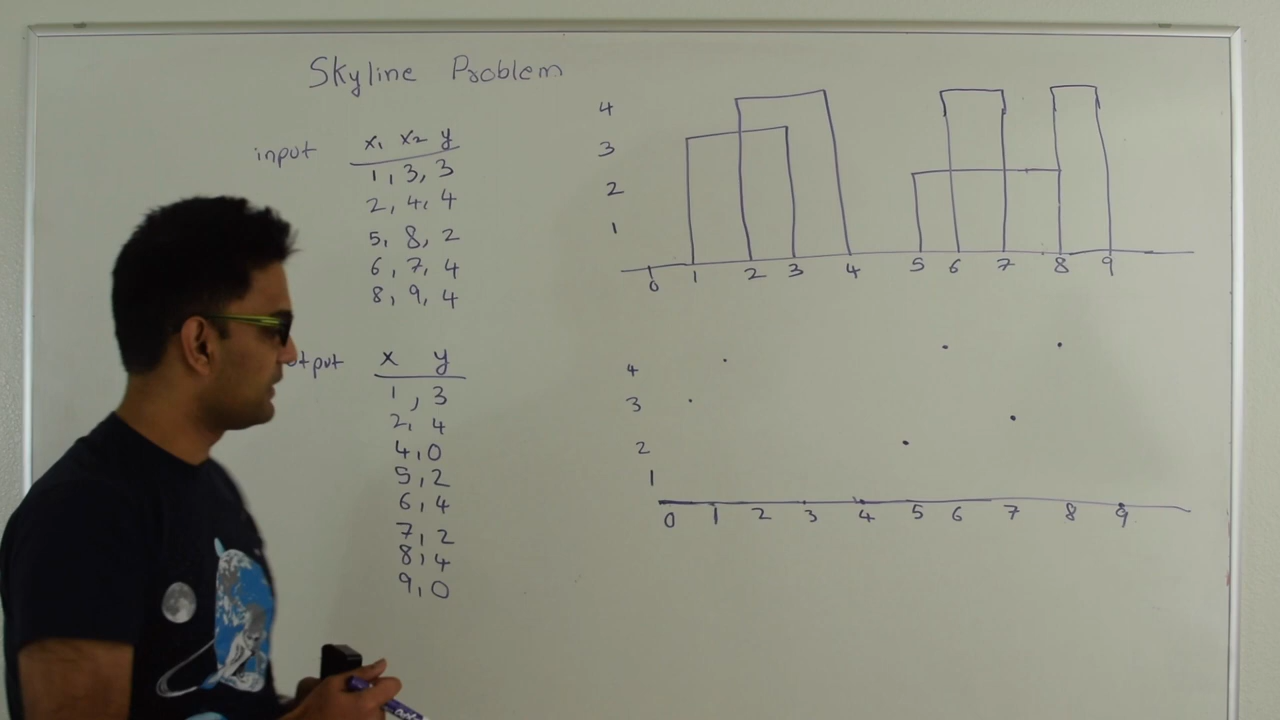 Skyline Problem
input x₁ x₂ y
1, 3, 3
2, 4, 4
5, 8, 2
6, 7, 4
8, 9, 4
x y
1, 3
2, 4
4, 0
5, 2
6, 4
7, 2
8, 4
9, 0
4
3
2
1
0 1 2 3 4 5 6 7 8 9
4
3
2
1
0 1 2 3 4 5 6 7 8 9